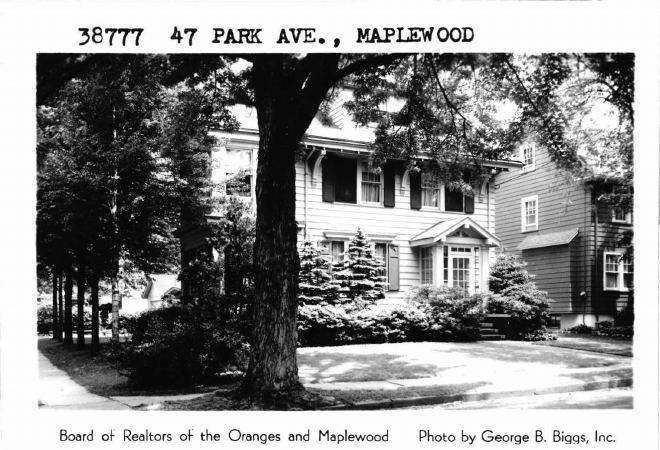 38777 47 PARK AVE., MAPLEWOOD
Board of Realtors of the Oranges and Maplewood Photo by George B. Biggs, Inc.